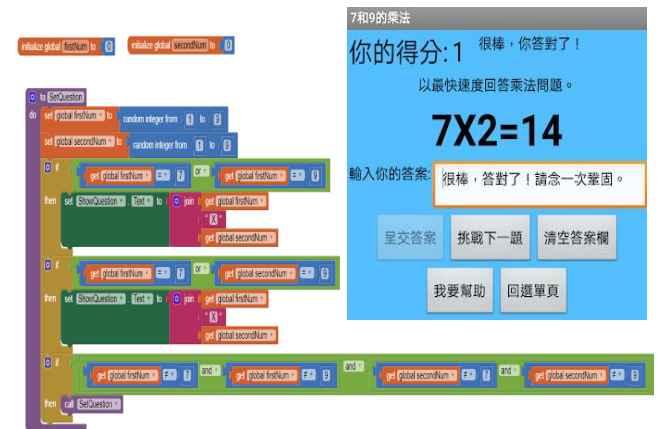 initialize global firstNum to 0
initialize global secondNum to 0
to SetQuestion
do set global firstNum to random integer from 1 to 9
set global secondNum to random integer from 1 to 9
if get global firstNum = 7 or get global firstNum = 9
then set ShowQuestion . Text to join get global firstNum
" X "
get global secondNum
if get global firstNum = 7 or get global secondNum = 9
then set ShowQuestion . Text to join get global firstNum
" X "
get global secondNum
if get global firstNum ≠ 7 and get global firstNum ≠ 9 and get global secondNum ≠ 7 and get global secondNum ≠ 9
then call SetQuestion
7和9的乘法
你的得分:1 很棒，你答對了！
以最快速度回答乘法問題。
7X2=14
輸入你的答案: 很棒，答對了！請念一次鞏固。
呈交答案 挑戰下一題 清空答案欄
我要幫助 回選單頁